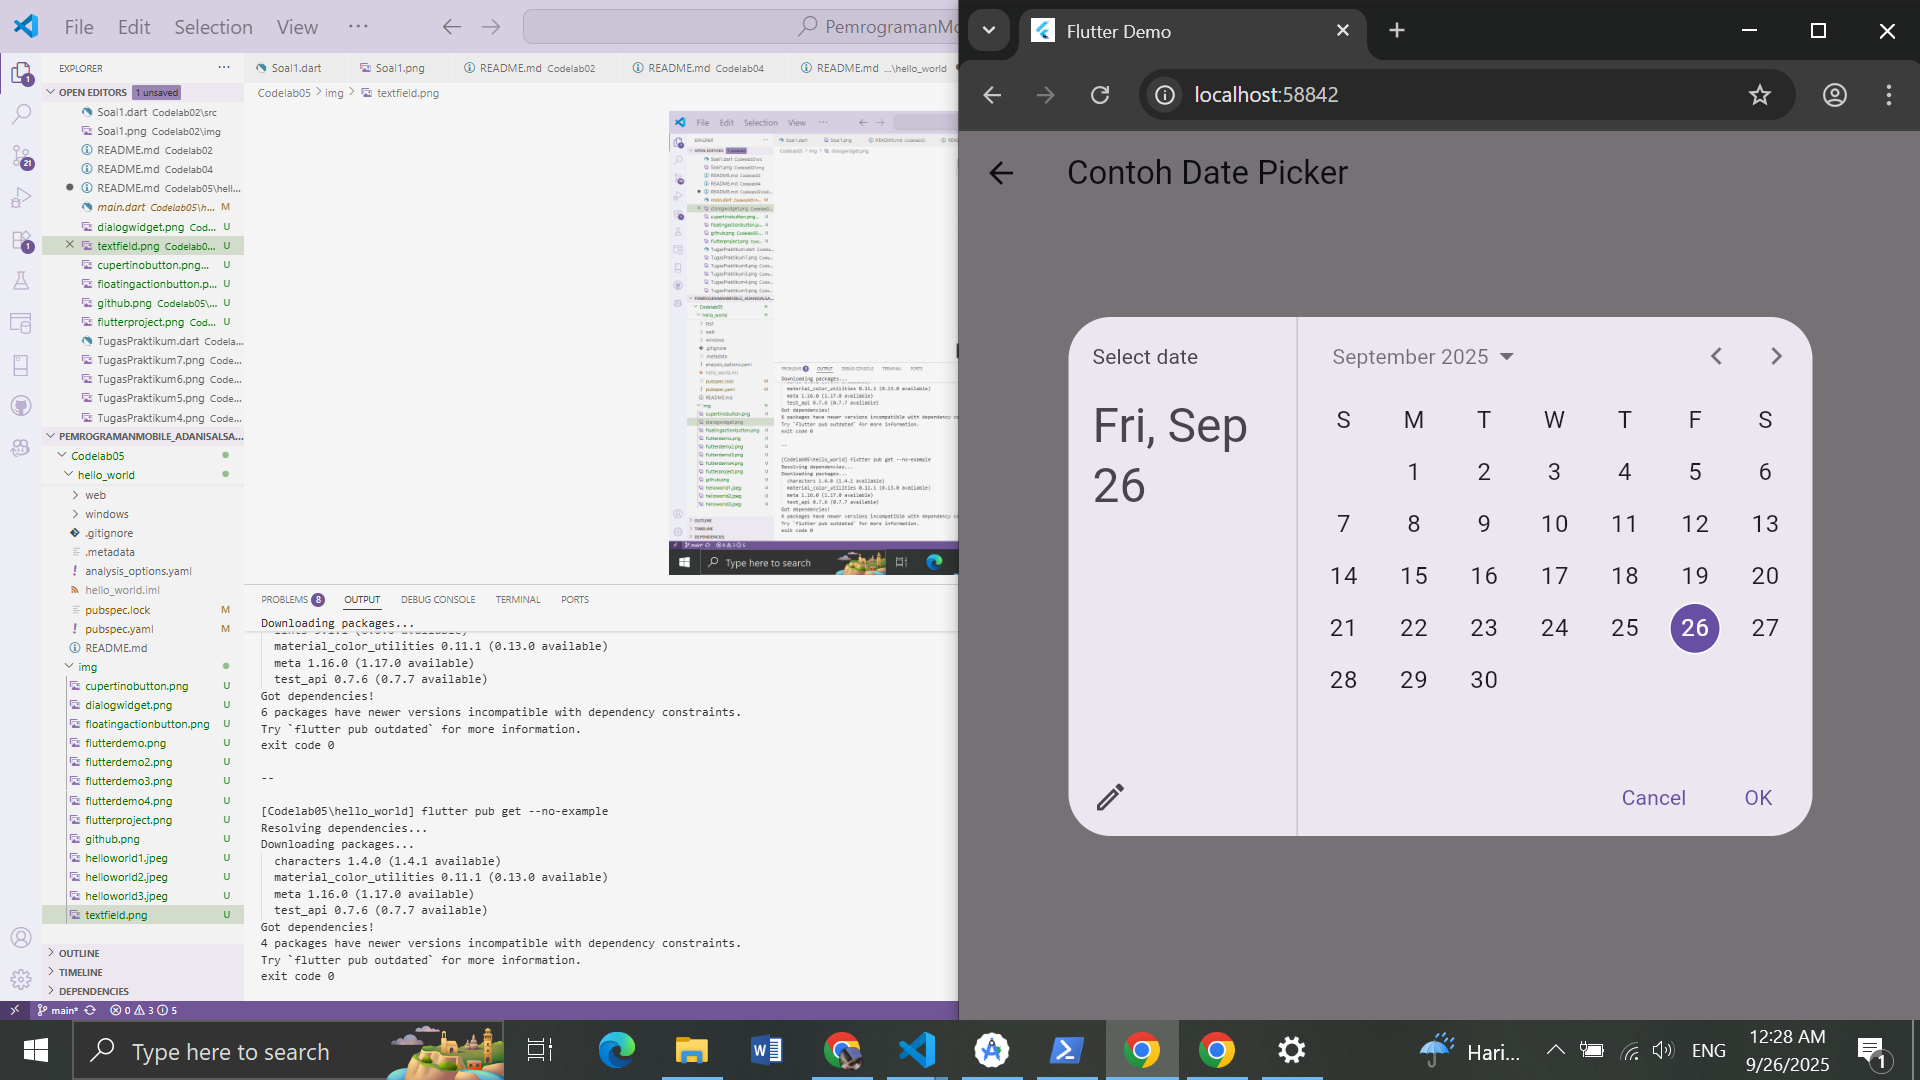 File Edit Selection View ···
PemrogramanMo
EXPLORER
OPEN EDITORS 1 unsaved
Soal1.dart Codelab02\src
Soal1.png Codelab02\img
README.md Codelab02
README.md Codelab04
README.md Codelab05\hell...
main.dart Codelab05\h... M
dialogwidget.png Cod... U
textfield.png Codelab0... U
cupertinobutton.png... U
floatingactionbutton.p... U
github.png Codelab05\... U
flutterproject.png Cod... U
TugasPraktikum.dart Codela...
TugasPraktikum7.png Code...
TugasPraktikum6.png Code...
TugasPraktikum5.png Code...
TugasPraktikum4.png Code...
PEMROGRAMANMOBILE_ADANISALSA...
Codelab05
hello_world
web
windows
.gitignore
.metadata
analysis_options.yaml
hello_world.iml
pubspec.lock M
pubspec.yaml M
README.md
img
cupertinobutton.png U
dialogwidget.png U
floatingactionbutton.png U
flutterdemo.png U
flutterdemo2.png U
flutterdemo3.png U
flutterdemo4.png U
flutterproject.png U
github.png U
helloworld1.jpeg U
helloworld2.jpeg U
helloworld3.jpeg U
textfield.png U
OUTLINE
TIMELINE
DEPENDENCIES
1
21
1
Soal1.dart Soal1.png README.md Codelab02 README.md Codelab04 README.md ...\hello_world
Codelab05 > img > textfield.png
File Edit Selection View ···
Type here to search
PROBLEMS 8 OUTPUT DEBUG CONSOLE TERMINAL PORTS
Downloading packages...
material_color_utilities 0.11.1 (0.13.0 available)
meta 1.16.0 (1.17.0 available)
test_api 0.7.6 (0.7.7 available)
Got dependencies!
6 packages have newer versions incompatible with dependency constraints.
Try `flutter pub outdated` for more information.
exit code 0
--
[Codelab05\hello_world] flutter pub get --no-example
Resolving dependencies...
Downloading packages...
characters 1.4.0 (1.4.1 available)
material_color_utilities 0.11.1 (0.13.0 available)
meta 1.16.0 (1.17.0 available)
test_api 0.7.6 (0.7.7 available)
Got dependencies!
4 packages have newer versions incompatible with dependency constraints.
Try `flutter pub outdated` for more information.
exit code 0
main* 0 3 5
Flutter Demo
localhost:58842
Contoh Date Picker
Select date
Fri, Sep
26
September 2025
S M T W T F S
1 2 3 4 5 6
7 8 9 10 11 12 13
14 15 16 17 18 19 20
21 22 23 24 25 26 27
28 29 30
Cancel OK
Type here to search
Hari...
ENG
12:28 AM
9/26/2025
1